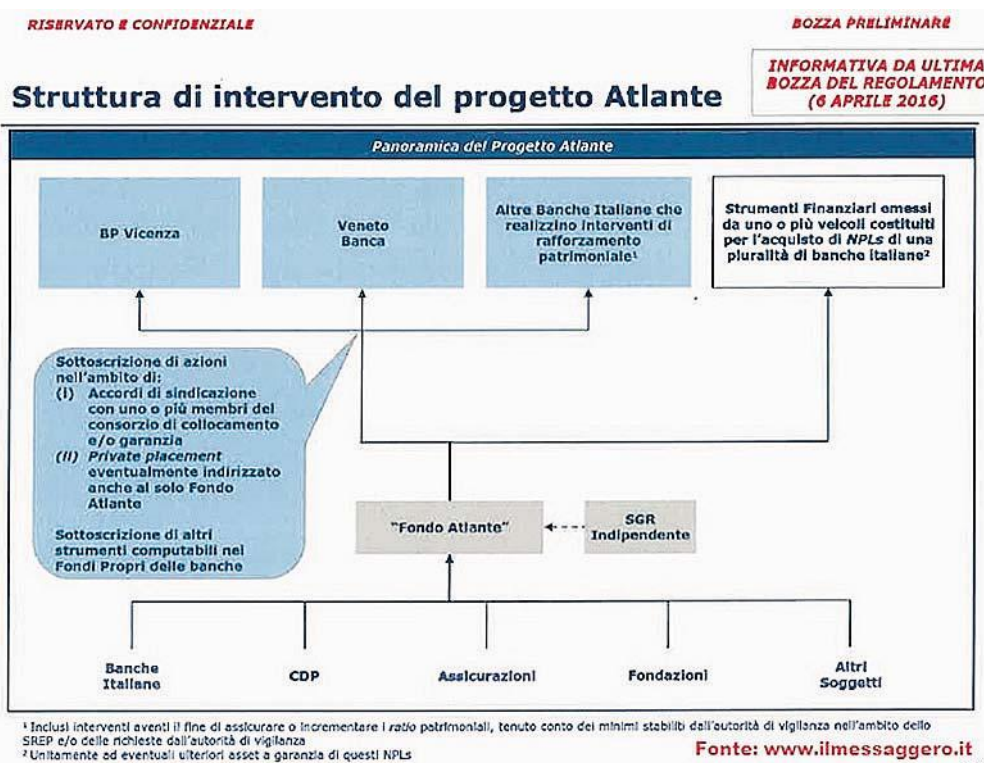 RISERVATO E CONFIDENZIALE
BOZZA PRELIMINARE
INFORMATIVA DA ULTIMA
BOZZA DEL REGOLAMENTO
(6 APRILE 2016)
Struttura di intervento del progetto Atlante
Panoramica del Progetto Atlante
BP Vicenza
Veneto
Banca
Altre Banche Italiane che
realizzino interventi di
rafforzamento
patrimoniale¹
Strumenti Finanziari emessi
da uno o più veicoli costituiti
per l'acquisto di NPLs di una
pluralità di banche italiane²
Sottoscrizione di azioni
nell'ambito di:
(i) Accordi di sindicazione
con uno o più membri del
consorzio di collocamento
e/o garanzia
(ii) Private placement
eventualmente indirizzato
anche al solo Fondo
Atlante
Sottoscrizione di altri
strumenti computabili nei
Fondi Propri delle banche
"Fondo Atlante"
SGR
Indipendente
Banche
Italiane
CDP
Assicurazioni
Fondazioni
Altri
Soggetti
¹ Inclusi interventi aventi il fine di assicurare o incrementare i ratio patrimoniali, tenuto conto dei minimi stabiliti dall'autorità di vigilanza nell'ambito dello
SREP e/o delle richieste dall'autorità di vigilanza
² Unitamente ad eventuali ulteriori asset a garanzia di questi NPLs
Fonte: www.ilmessaggero.it